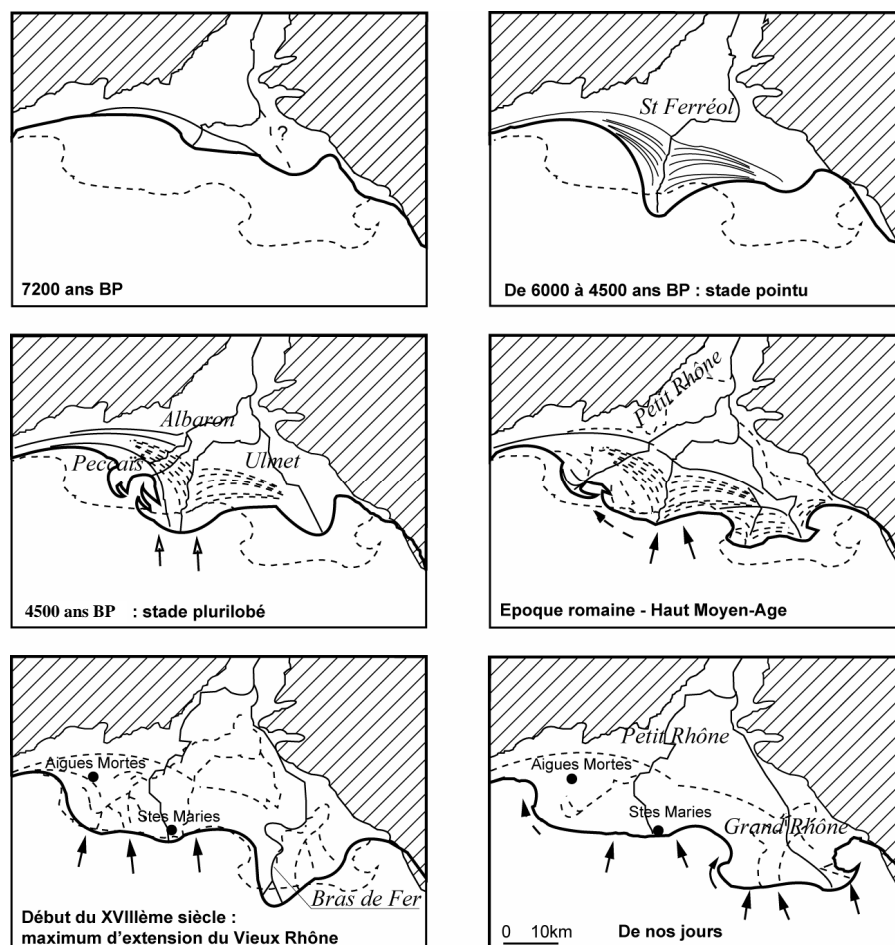 ?
7200 ans BP
St Ferréol
De 6000 à 4500 ans BP : stade pointu
Albaron
Peccais
Ulmet
4500 ans BP : stade plurilobé
Petit Rhône
Epoque romaine - Haut Moyen-Age
Aigues Mortes
Stes Maries
Bras de Fer
Début du XVIIIème siècle :
maximum d'extension du Vieux Rhône
Petit Rhône
Aigues Mortes
Stes Maries
Grand Rhône
0 10km
De nos jours